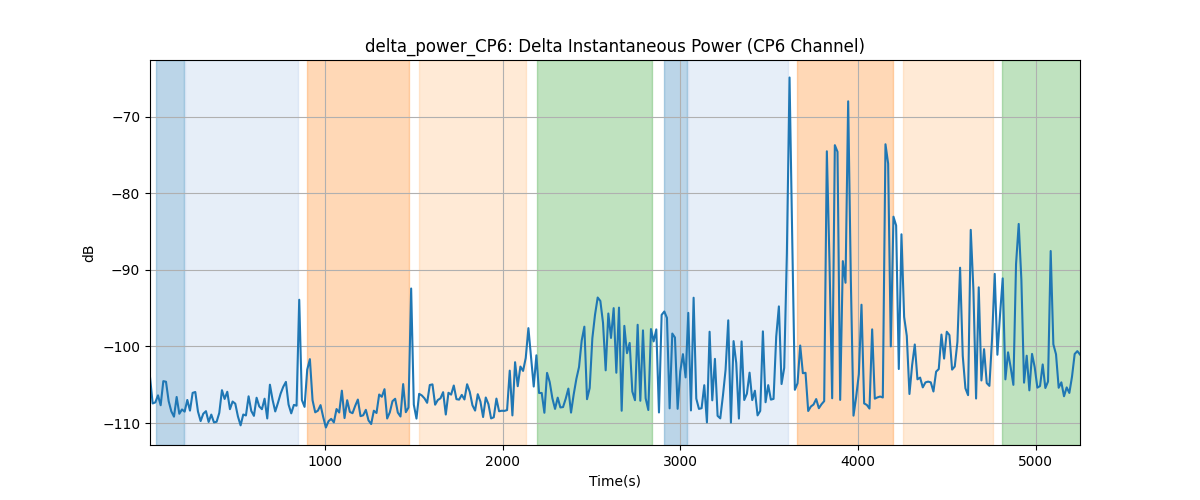 delta_power_CP6: Delta Instantaneous Power (CP6 Channel)
dB
−70
−80
−90
−100
−110
1000 2000 3000 4000 5000
Time(s)